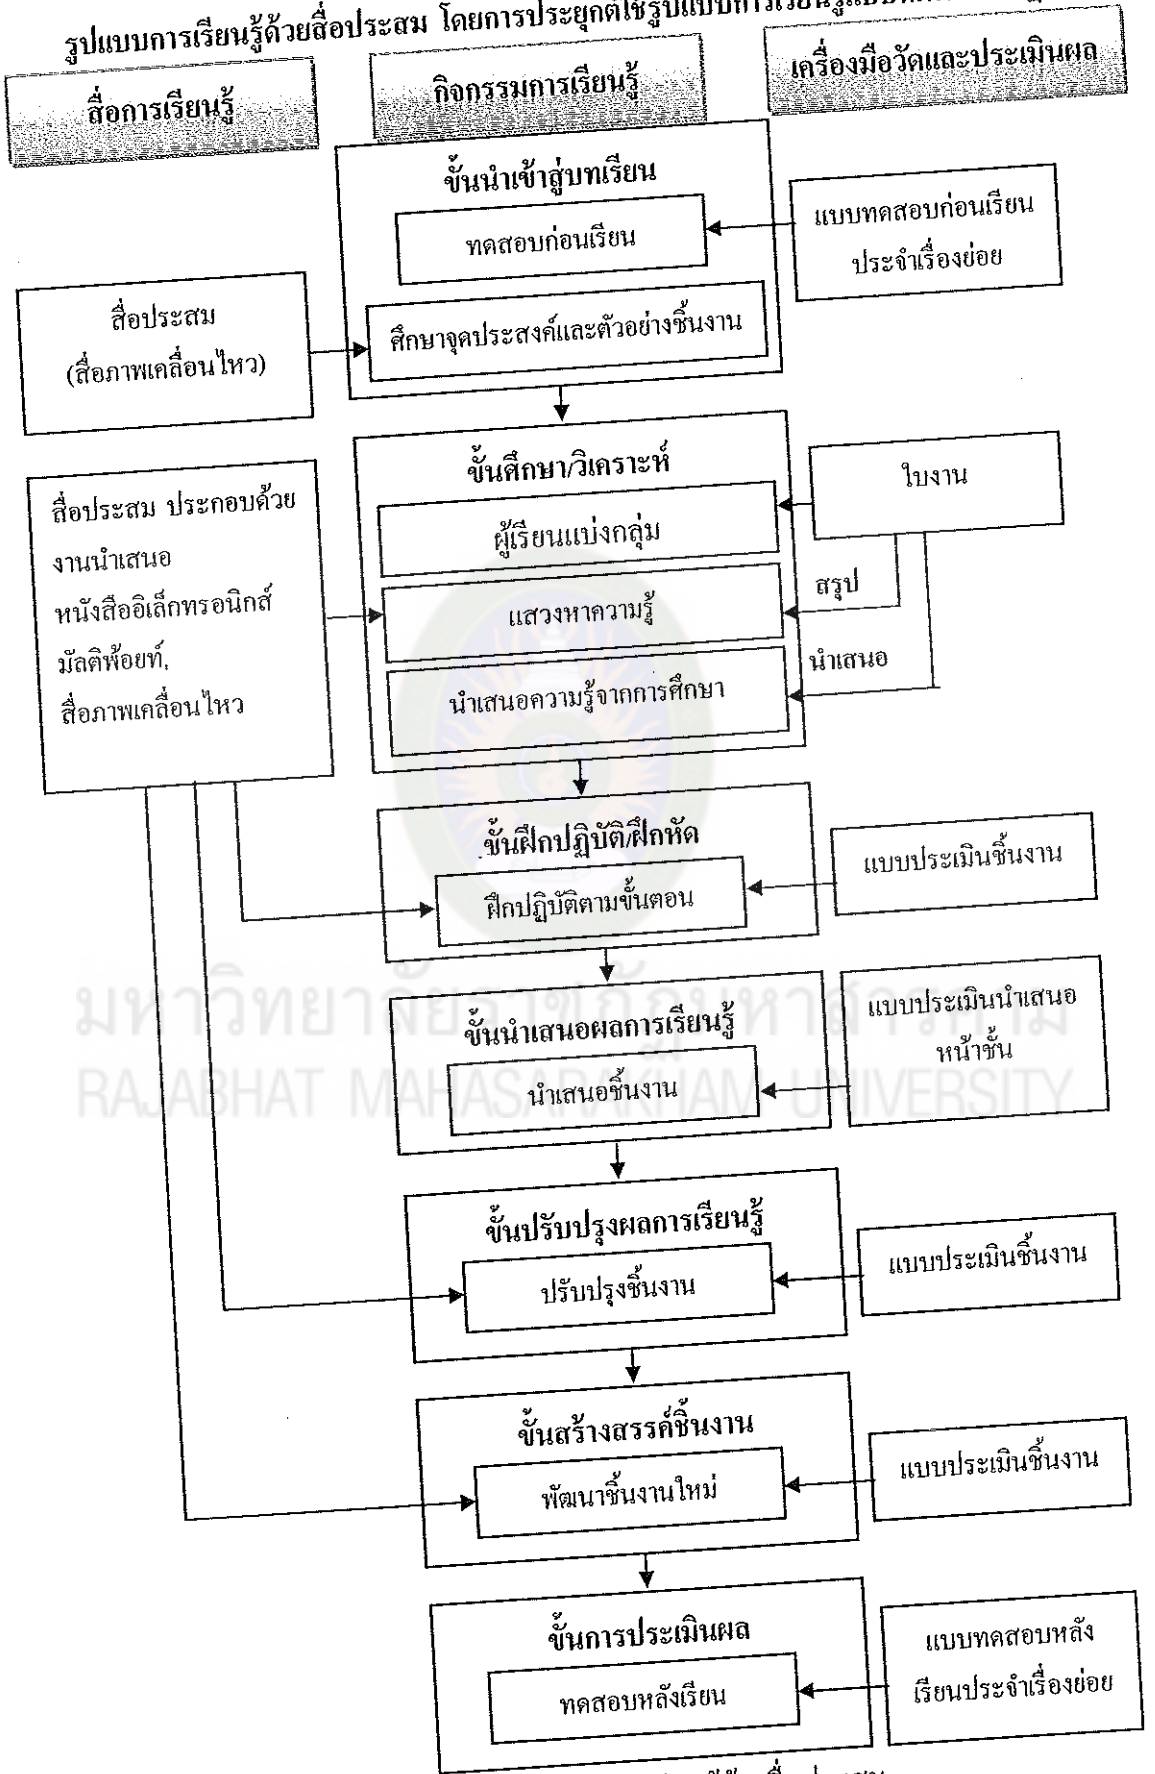 รูปแบบการเรียนรู้ด้วยสื่อประสม โดยการประยุกต์ใช้รูปแบบการเรียนรู้แบบ
สื่อการเรียนรู้
กิจกรรมการเรียนรู้
เครื่องมือวัดและประเมินผล
ขั้นนำเข้าสู่บทเรียน
ทดสอบก่อนเรียน
แบบทดสอบก่อนเรียน
ประจำเรื่องย่อย
สื่อประสม
(สื่อภาพเคลื่อนไหว)
ศึกษาจุดประสงค์และตัวอย่างชิ้นงาน
ขั้นศึกษา/วิเคราะห์
ผู้เรียนแบ่งกลุ่ม
ใบงาน
สื่อประสม ประกอบด้วย
งานนำเสนอ
หนังสืออิเล็กทรอนิกส์
มัลติพ้อยท์,
สื่อภาพเคลื่อนไหว
แสวงหาความรู้
สรุป
นำเสนอความรู้จากการศึกษา
นำเสนอ
ขั้นฝึกปฏิบัติ/ฝึกหัด
ฝึกปฏิบัติตามขั้นตอน
แบบประเมินชิ้นงาน
มหาวิทยาลัยราชภัฏมหาสารคาม
RAJABHAT MAHASARAKHAM UNIVERSITY
ขั้นนำเสนอผลการเรียนรู้
นำเสนอชิ้นงาน
แบบประเมินนำเสนอ
หน้าชั้น
ขั้นปรับปรุงผลการเรียนรู้
ปรับปรุงชิ้นงาน
แบบประเมินชิ้นงาน
ขั้นสร้างสรรค์ชิ้นงาน
พัฒนาชิ้นงานใหม่
แบบประเมินชิ้นงาน
ขั้นการประเมินผล
ทดสอบหลังเรียน
แบบทดสอบหลัง
เรียนประจำเรื่องย่อย